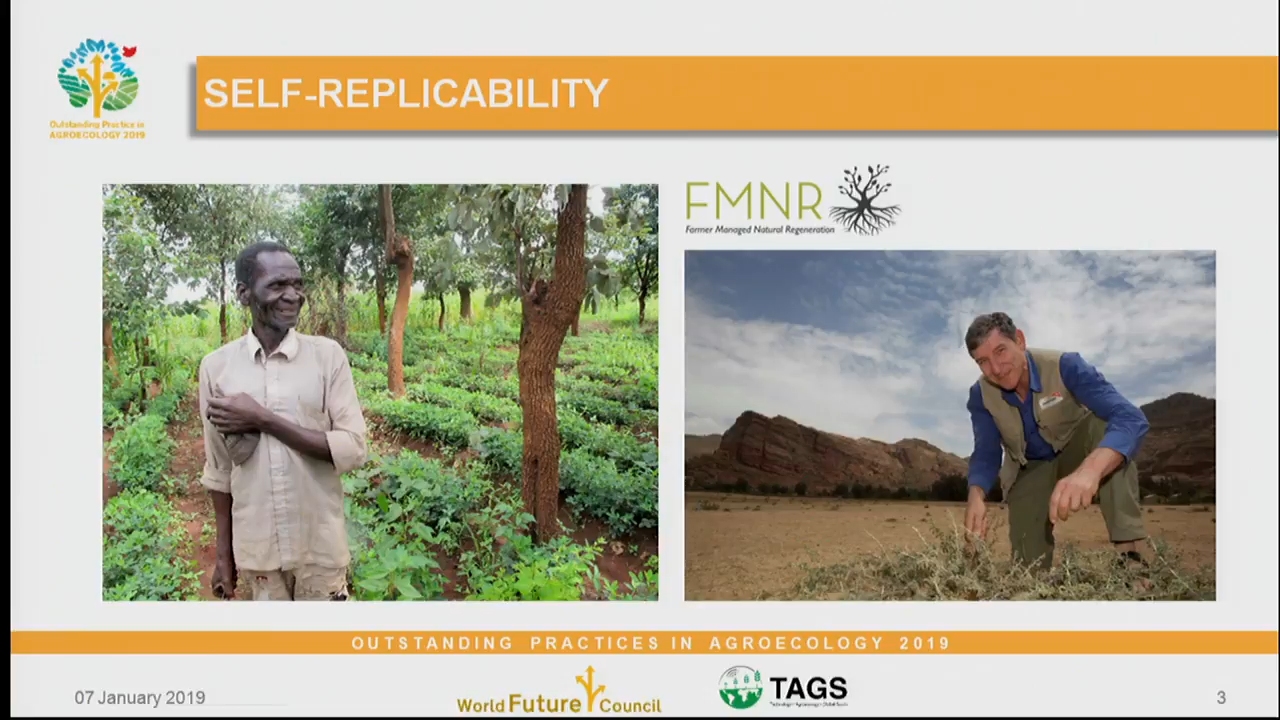 SELF-REPLICABILITY
Outstanding Practice in
AGROECOLOGY 2019
FMNR
Farmer Managed Natural Regeneration
OUTSTANDING PRACTICES IN AGROECOLOGY 2019
07 January 2019
World Future Council
TAGS
3